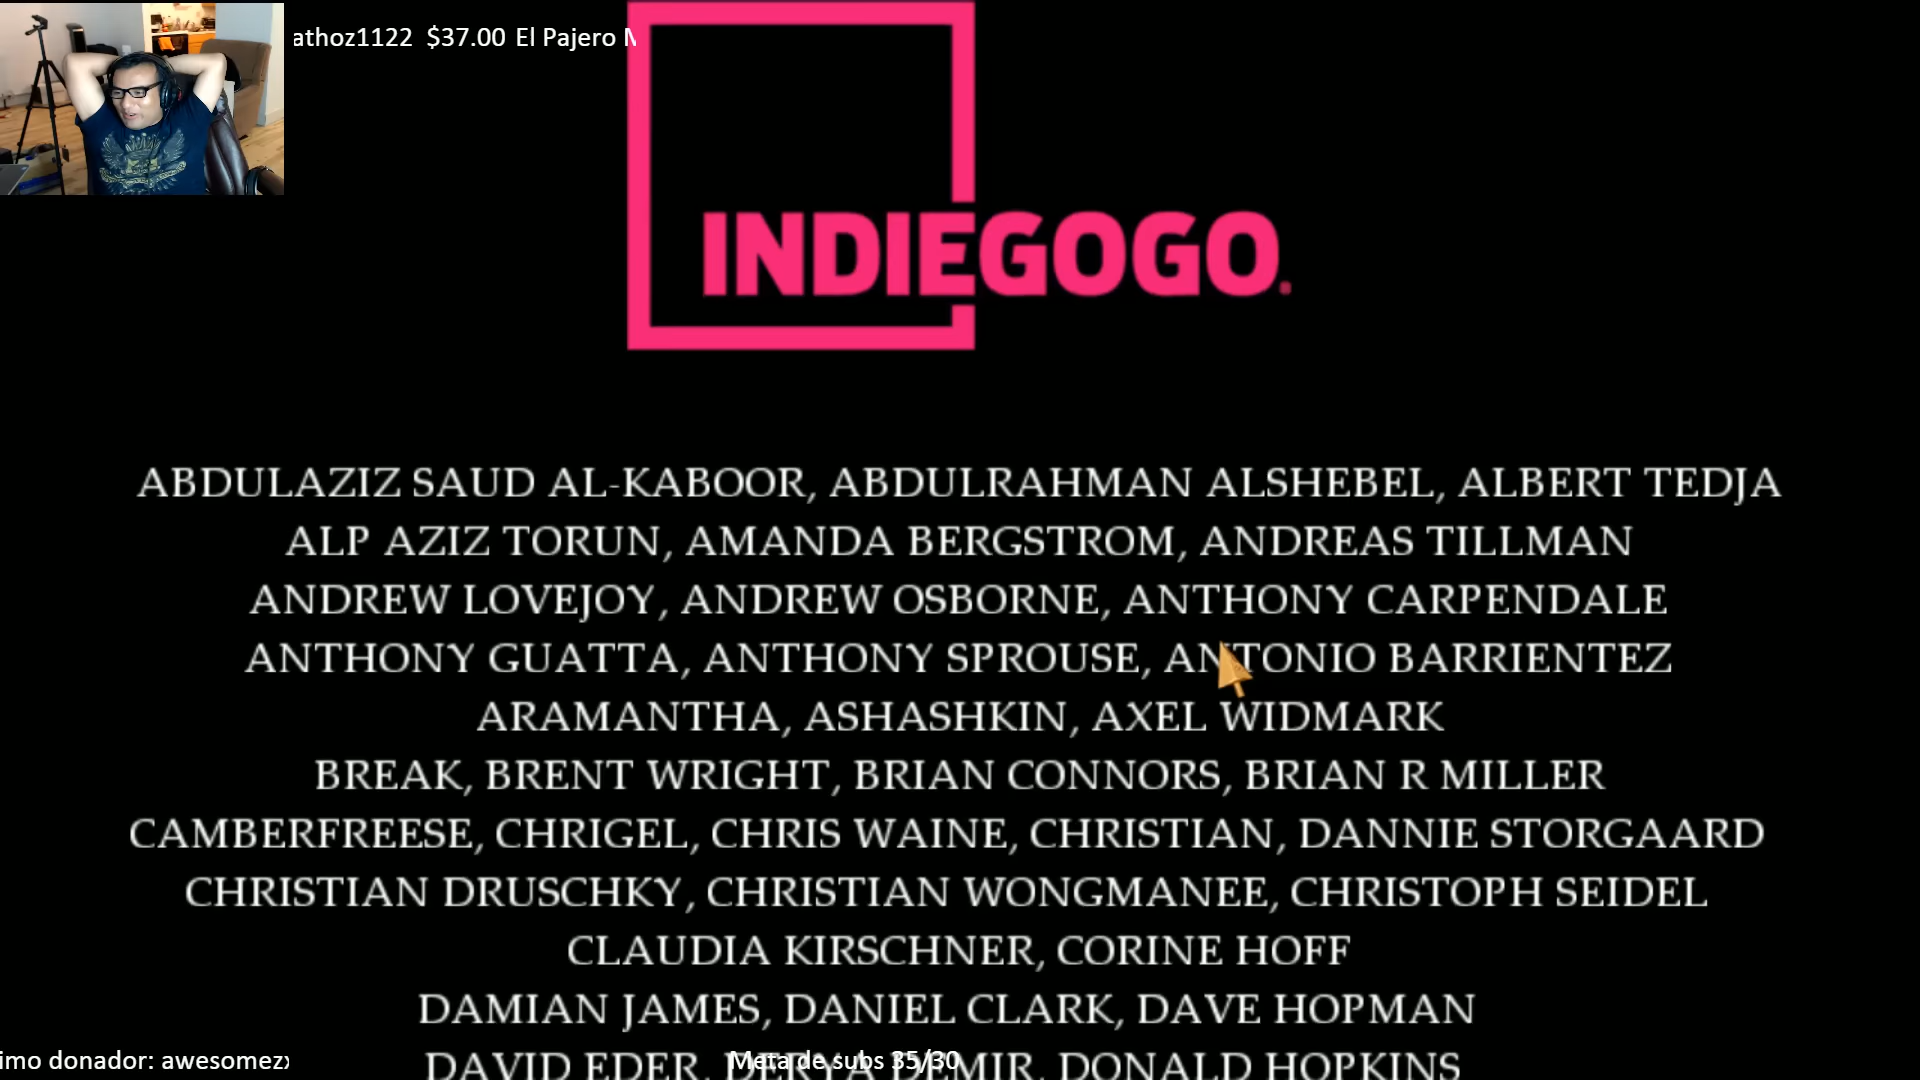 athoz1122 $37.00 El Pajero
INDIEGOGO.
ABDULAZIZ SAUD AL-KABOOR, ABDULRAHMAN ALSHEBEL, ALBERT TEDJA
ALP AZIZ TORUN, AMANDA BERGSTROM, ANDREAS TILLMAN
ANDREW LOVEJOY, ANDREW OSBORNE, ANTHONY CARPENDALE
ANTHONY GUATTA, ANTHONY SPROUSE, ANTONIO BARRIENTEZ
ARAMANTHA, ASHASHKIN, AXEL WIDMARK
BREAK, BRENT WRIGHT, BRIAN CONNORS, BRIAN R MILLER
CAMBERFREESE, CHRIGEL, CHRIS WAINE, CHRISTIAN, DANNIE STORGAARD
CHRISTIAN DRUSCHKY, CHRISTIAN WONGMANEE, CHRISTOPH SEIDEL
CLAUDIA KIRSCHNER, CORINE HOFF
DAMIAN JAMES, DANIEL CLARK, DAVE HOPMAN
DAVID EDER, DERYA DEMIR, DONALD HOPKINS
imo donador: awesomez
Meta de subs 35/30